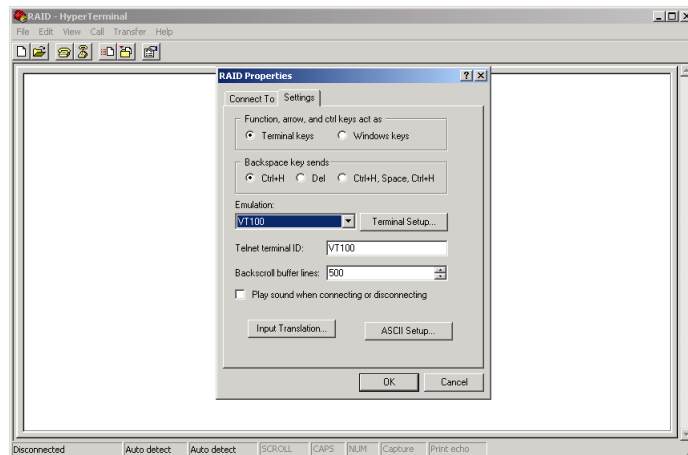 RAID - HyperTerminal
File Edit View Call Transfer Help
RAID Properties
Connect To Settings
Function, arrow, and ctrl keys act as
Terminal keys Windows keys
Backspace key sends
Ctrl+H Del Ctrl+H, Space, Ctrl+H
Emulation:
VT100 Terminal Setup...
Telnet terminal ID: VT100
Backscroll buffer lines: 500
Play sound when connecting or disconnecting
Input Translation... ASCII Setup...
OK Cancel
Disconnected Auto detect Auto detect SCROLL CAPS NUM Capture Print echo